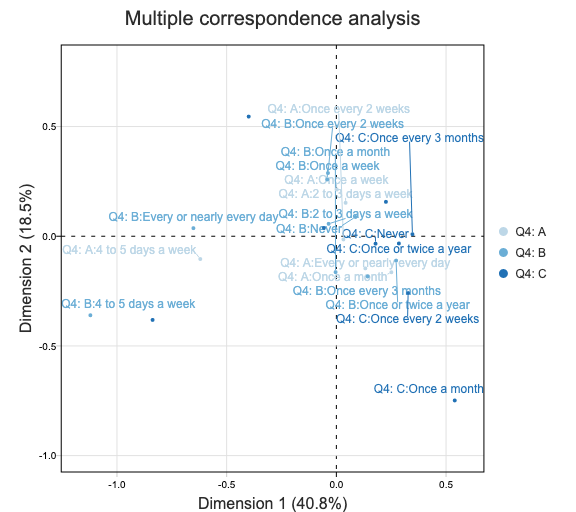 Multiple correspondence analysis
Q4: A:Once every 2 weeks
Q4: B:Once every 2 weeks
Q4: C:Once every 3 months
Q4: B:Once a month
Q4: B:Once a week
Q4: A:Once a week
Q4: A:2 to 3 days a week
Q4: B:Every or nearly every day
Q4: B:2 to 3 days a week
Q4: B:Never
Q4: C:Never
Q4: A:4 to 5 days a week
Q4: C:Once or twice a year
Q4: A:Every or nearly every day
Q4: A:Once a month
Q4: B:Once every 3 months
Q4: B:4 to 5 days a week
Q4: B:Once or twice a year
Q4: C:Once every 2 weeks
Q4: C:Once a month
0.5
0.0
-0.5
-1.0
Dimension 2 (18.5%)
-1.0
-0.5
0.0
0.5
Dimension 1 (40.8%)
Q4: A
Q4: B
Q4: C